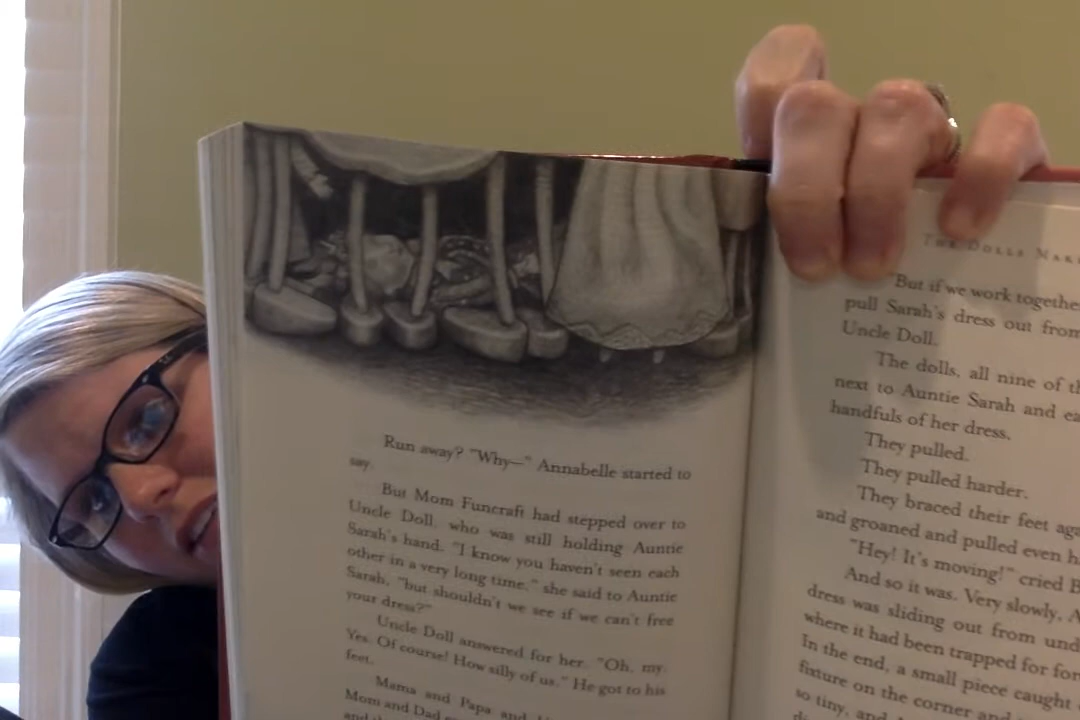 Run away? "Why—" Annabelle started to
say.
But Mom Funcraft had stepped over to
Uncle Doll, who was still holding Auntie
Sarah's hand. "I know you haven't seen each
other in a very long time," she said to Auntie
Sarah, "but shouldn't we see if we can't free
your dress?"
Uncle Doll answered for her. "Oh, my.
Yes. Of course! How silly of us." He got to his
feet.
Mama and Papa and
Mom and Dad
THE DOLLS
"But if we work
pull Sarah's dress out from
Uncle Doll.
The dolls, all nine of
next to Auntie Sarah and
handfuls of her dress.
They pulled.
They pulled harder.
They braced their feet
and groaned and pulled even
"Hey! It's moving!" cried
And so it was. Very slowly,
dress was sliding out from
where it had been trapped for
In the end, a small piece caught
fixture on the corner and
so tiny, and